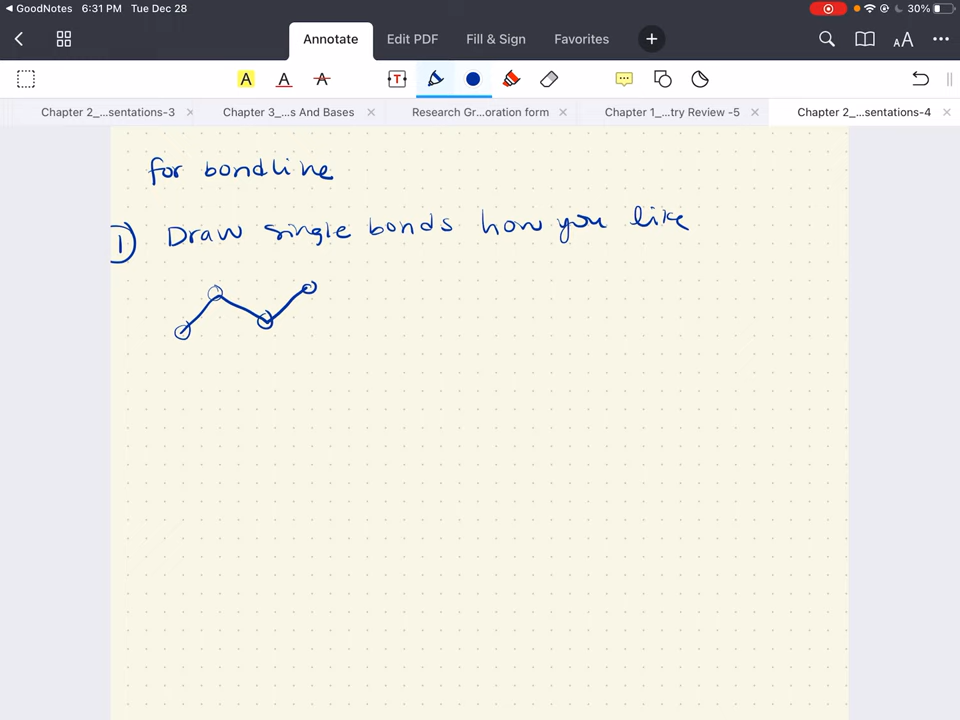 GoodNotes 6:31 PM Tue Dec 28 30%
Annotate Edit PDF Fill & Sign Favorites
A A A T AA
Chapter 2_...sentations-3 Chapter 3_...s And Bases Research Gr...oration form Chapter 1_...try Review -5 Chapter 2_...sentations-4
for bondline
1 Draw single bonds how you like